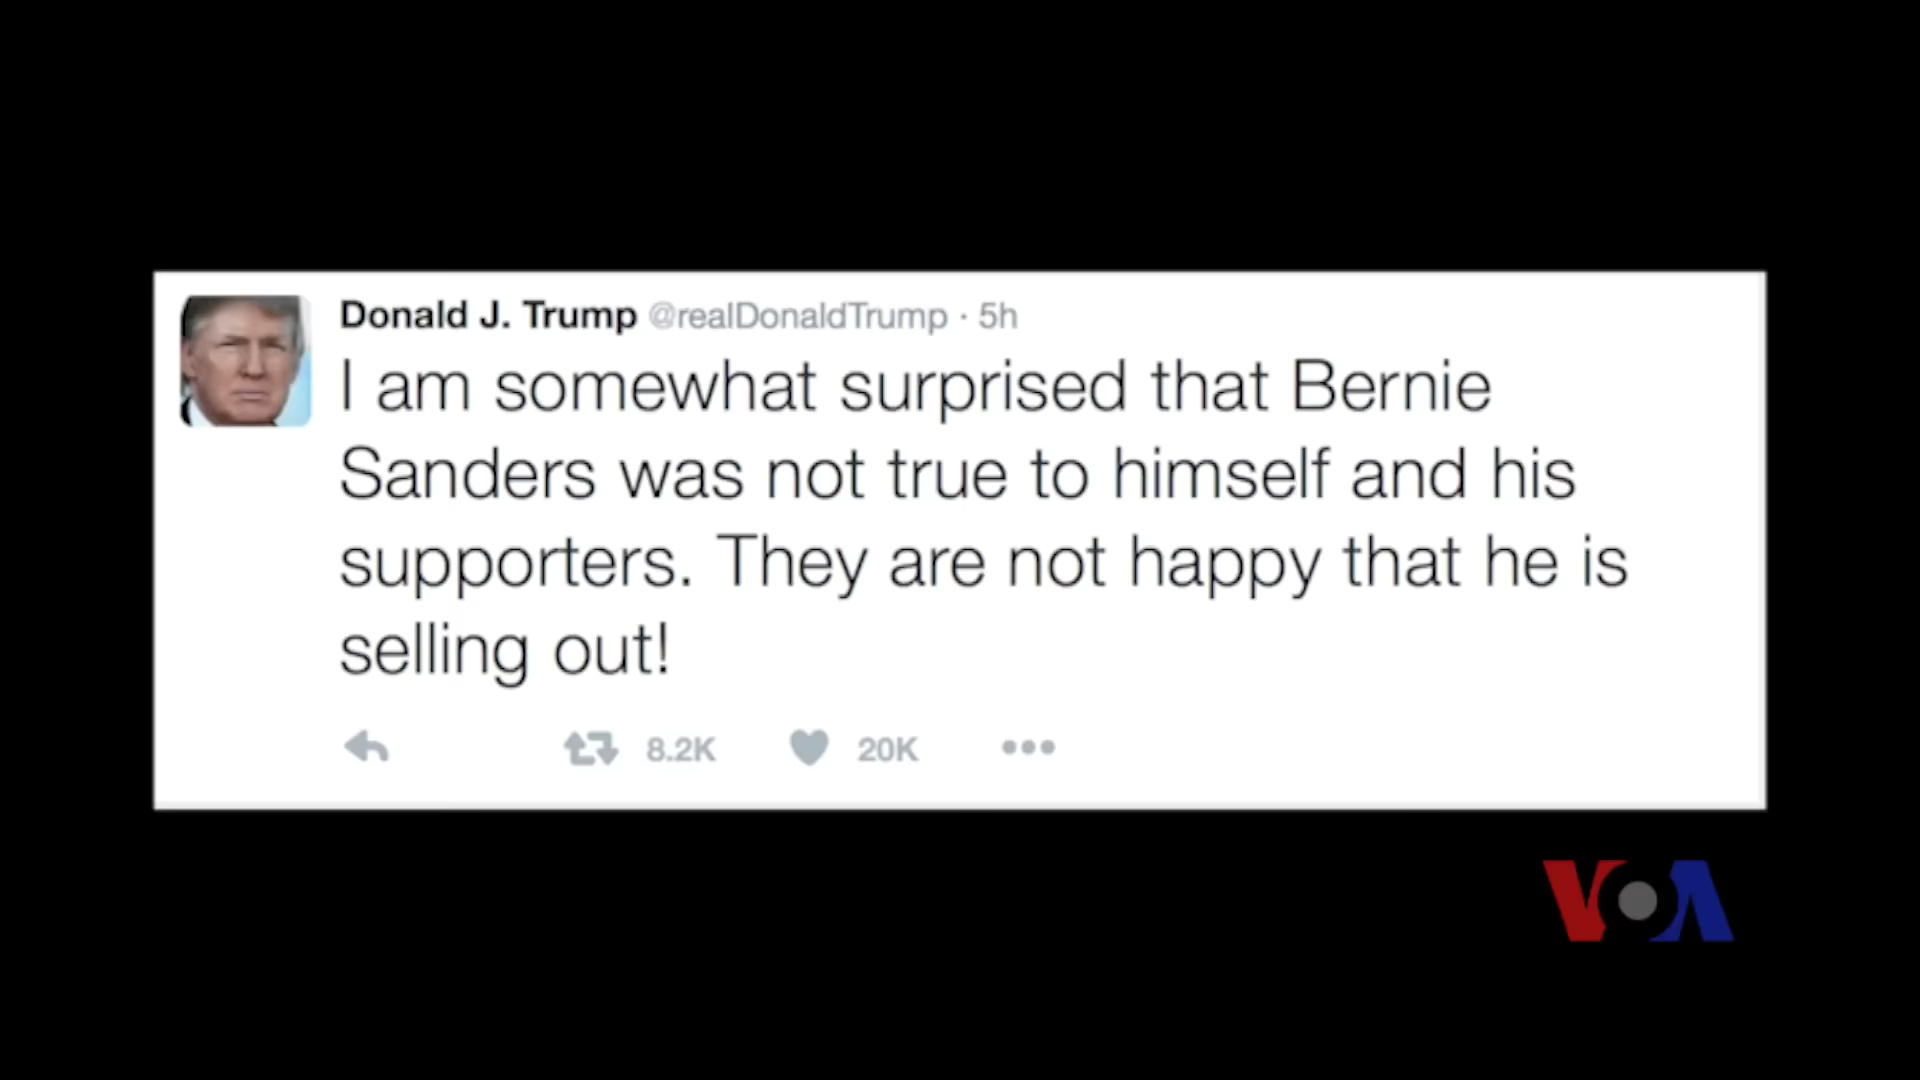 Donald J. Trump @realDonaldTrump · 5h
I am somewhat surprised that Bernie
Sanders was not true to himself and his
supporters. They are not happy that he is
selling out!
8.2K 20K
VOA